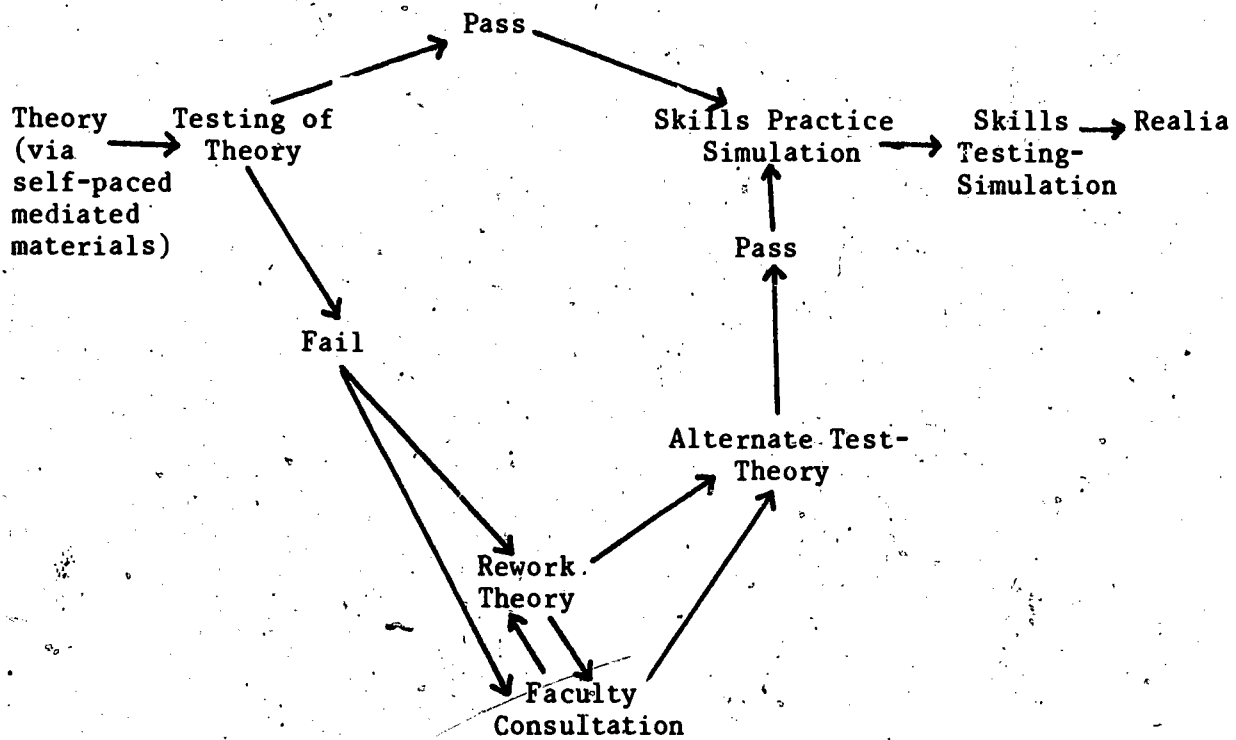 Pass
Theory
(via
self-paced
mediated
materials)
Testing of
Theory
Skills Practice
Simulation
Skills
Testing-
Simulation
Realia
Pass
Fail
Alternate Test-
Theory
Rework
Theory
Faculty
Consultation